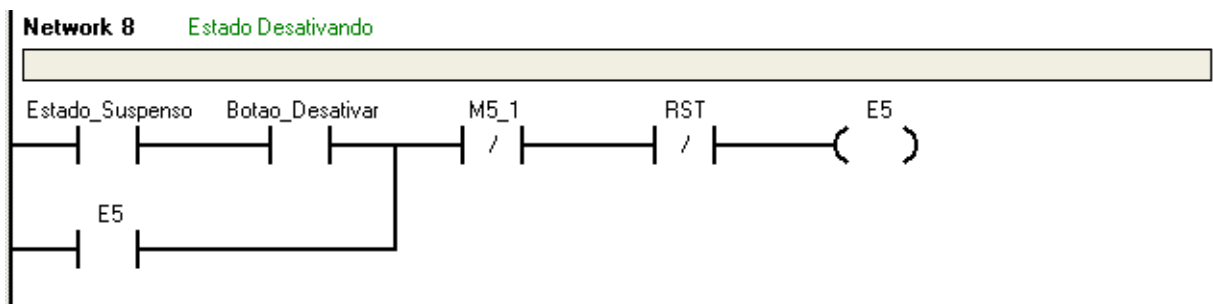 Network 8 Estado Desativando
Estado_Suspenso Botao_Desativar M5_1 RST E5
/ /
E5